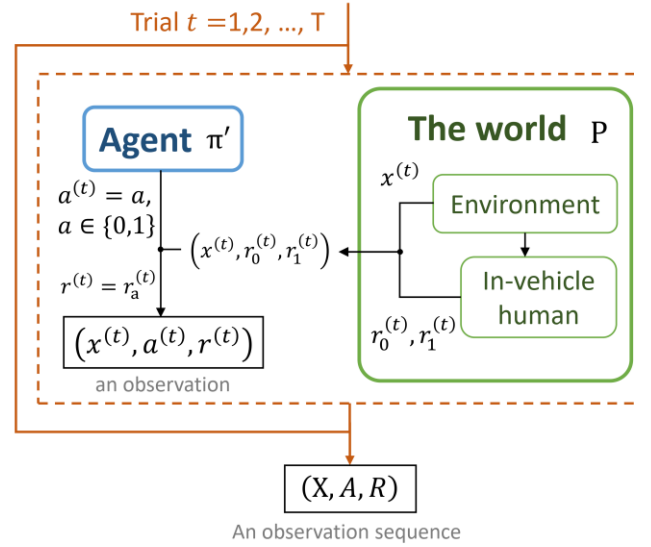 Trial t =1,2, ..., T
Agent π′
The world P
a^(t) = a,
a ∈ {0,1}
x^(t)
Environment
(x^(t), r_0^(t), r_1^(t))
r^(t) = r_a^(t)
In-vehicle
human
r_0^(t), r_1^(t)
(x^(t), a^(t), r^(t))
an observation
(X, A, R)
An observation sequence